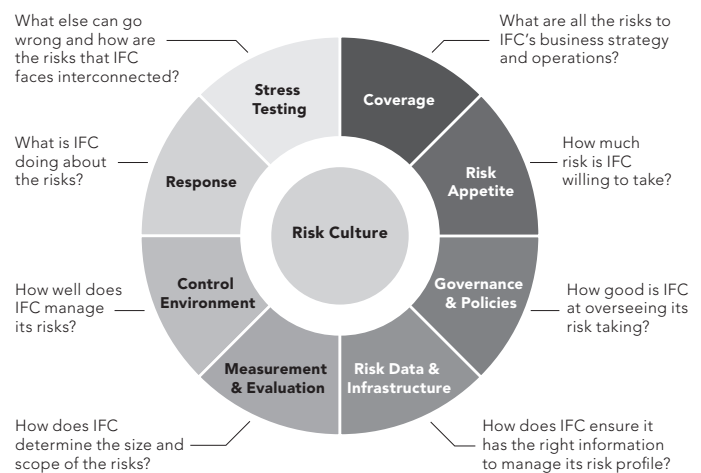 What else can go
wrong and how are
the risks that IFC
faces interconnected?
What are all the risks to
IFC's business strategy
and operations?
Stress
Testing
Coverage
What is IFC
doing about
the risks?
Response
Risk
Appetite
How much
risk is IFC
willing to take?
Risk Culture
How well does
IFC manage
its risks?
Control
Environment
Governance
& Policies
How good is IFC
at overseeing its
risk taking?
Measurement
& Evaluation
Risk Data &
Infrastructure
How does IFC
determine the size and
scope of the risks?
How does IFC ensure it
has the right information
to manage its risk profile?